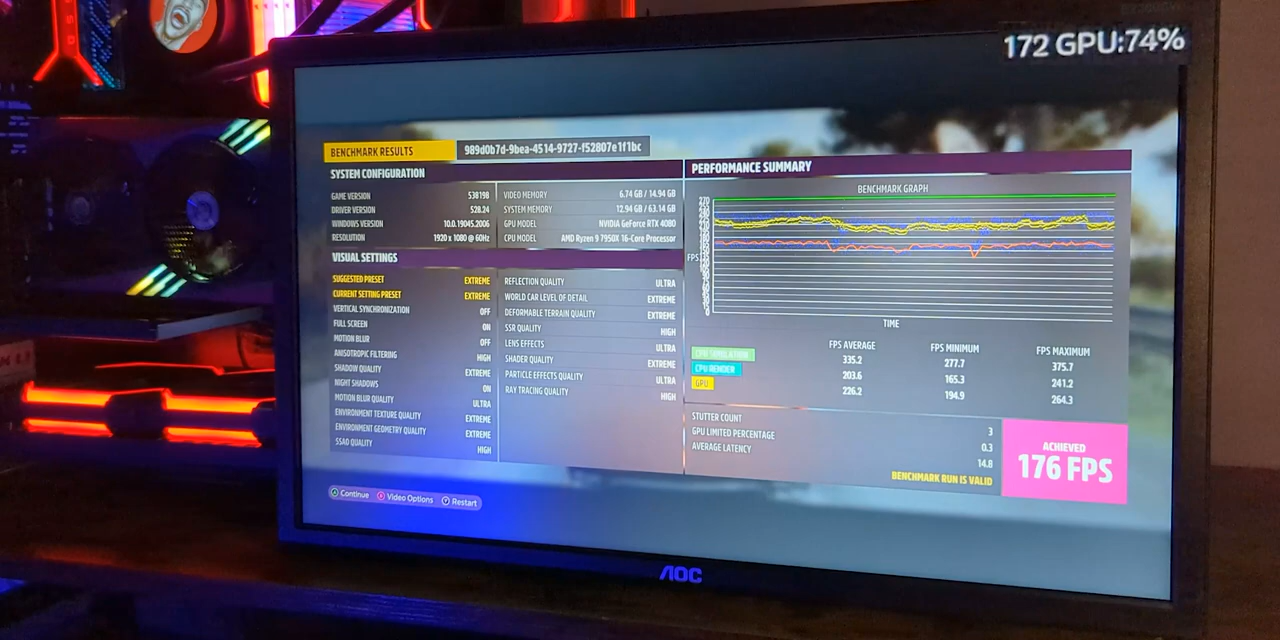 172 GPU:74%
BENCHMARK RESULTS 989d0b7d-9bea-4514-9727-f52807e1f1bc
SYSTEM CONFIGURATION
GAME VERSION 538198
DRIVER VERSION 528.24
WINDOWS VERSION 10.0.19045.2006
RESOLUTION 1920 x 1080 @ 60Hz
VIDEO MEMORY 6.74 GB / 14.94 GB
SYSTEM MEMORY 12.94 GB / 63.14 GB
GPU MODEL NVIDIA GeForce RTX 4080
CPU MODEL AMD Ryzen 9 7950X 16-Core Processor
VISUAL SETTINGS
SUGGESTED PRESET EXTREME
CURRENT SETTING PRESET EXTREME
VERTICAL SYNCHRONIZATION OFF
FULL SCREEN ON
MOTION BLUR OFF
ANISOTROPIC FILTERING HIGH
SHADOW QUALITY EXTREME
NIGHT SHADOWS ON
MOTION BLUR QUALITY ULTRA
ENVIRONMENT TEXTURE QUALITY EXTREME
ENVIRONMENT GEOMETRY QUALITY EXTREME
SSAO QUALITY HIGH
REFLECTION QUALITY ULTRA
WORLD CAR LEVEL OF DETAIL EXTREME
DEFORMABLE TERRAIN QUALITY EXTREME
SSR QUALITY HIGH
LENS EFFECTS ULTRA
SHADER QUALITY EXTREME
PARTICLE EFFECTS QUALITY ULTRA
RAY TRACING QUALITY HIGH
PERFORMANCE SUMMARY
BENCHMARK GRAPH
FPS
TIME
FPS AVERAGE FPS MINIMUM FPS MAXIMUM
CPU SIMULATION 335.2 277.7 375.7
CPU RENDER 203.6 165.3 241.2
GPU 226.2 194.9 264.3
STUTTER COUNT 3
GPU LIMITED PERCENTAGE 0.3
AVERAGE LATENCY 14.8
BENCHMARK RUN IS VALID
ACHIEVED
176 FPS
Continue Video Options Restart
AOC